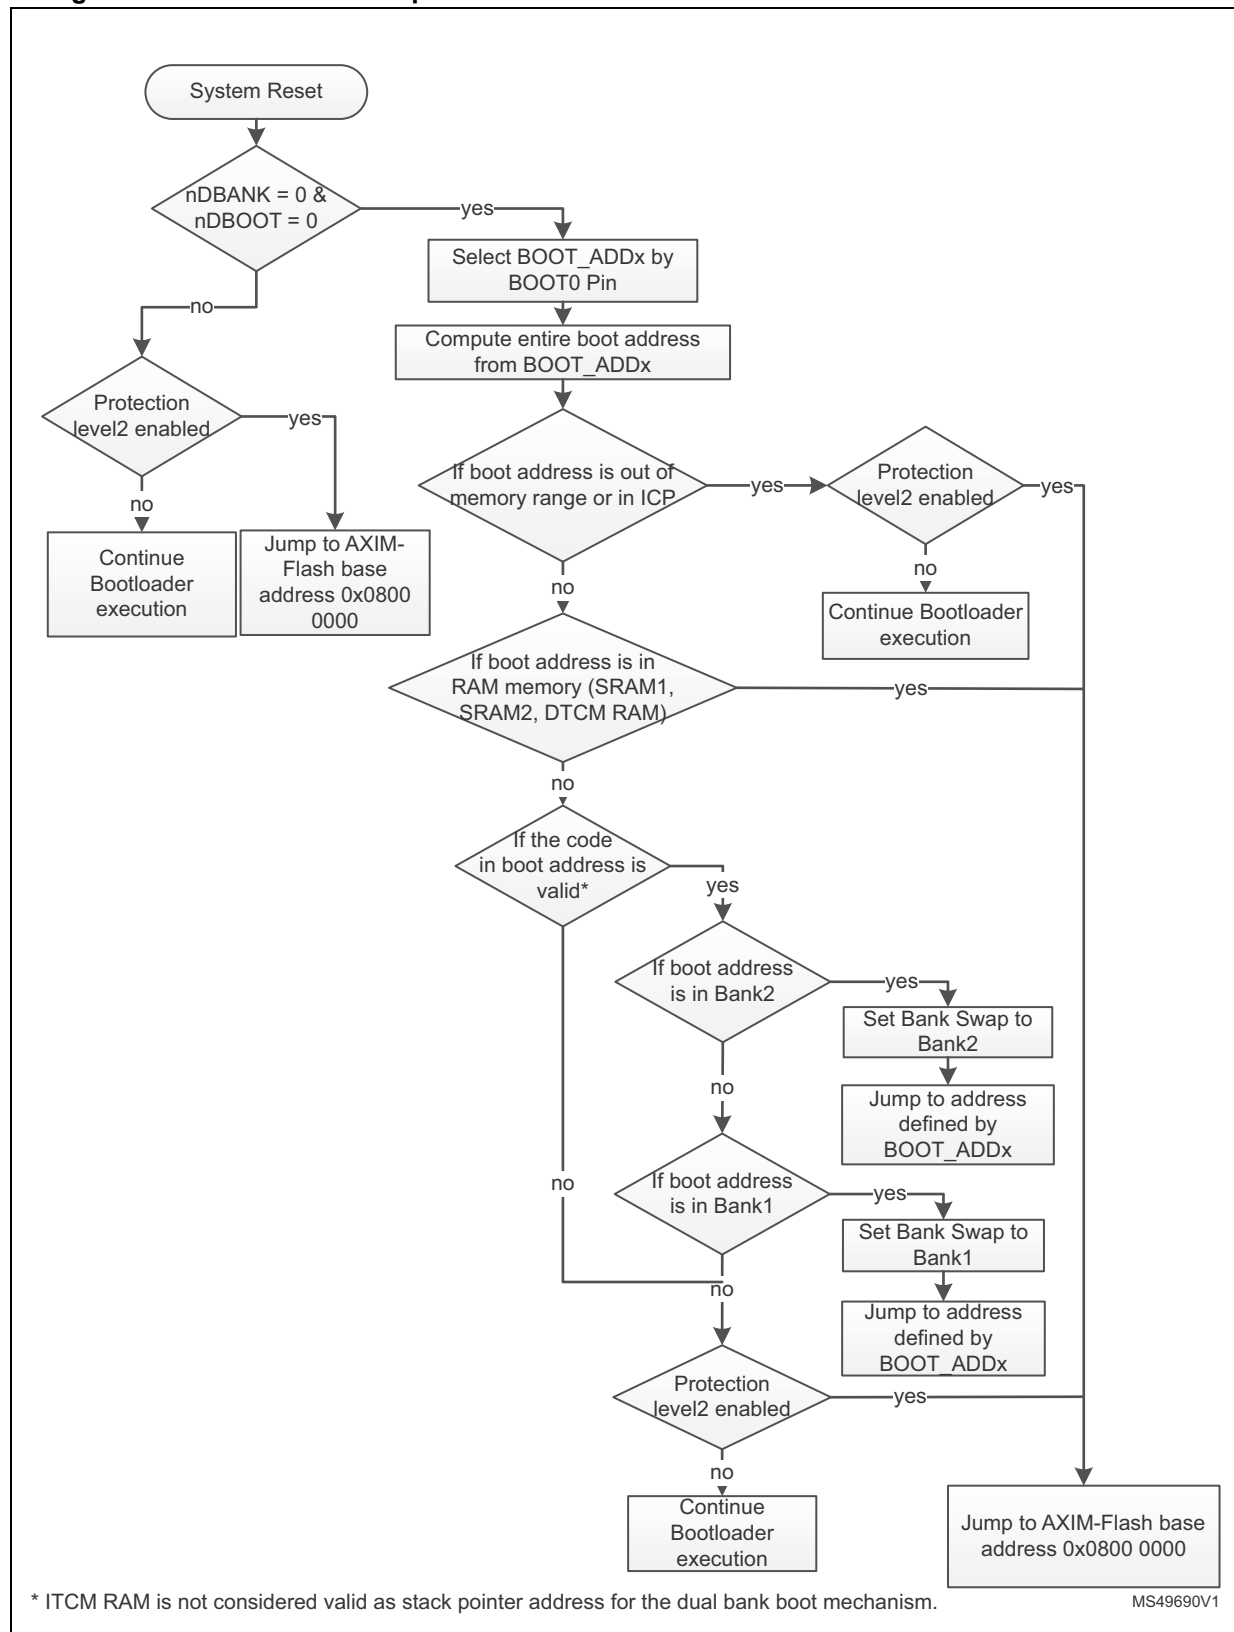 System Reset
nDBANK = 0 &
nDBOOT = 0
yes
Select BOOT_ADDx by
BOOT0 Pin
no
Compute entire boot address
from BOOT_ADDx
Protection
level2 enabled
yes
If boot address is out of
memory range or in ICP
yes
Protection
level2 enabled
yes
no
Continue
Bootloader
execution
Jump to AXIM-
Flash base
address 0x0800
0000
no
no
Continue Bootloader
execution
If boot address is in
RAM memory (SRAM1,
SRAM2, DTCM RAM)
yes
no
If the code
in boot address is
valid*
yes
If boot address
is in Bank2
yes
Set Bank Swap to
Bank2
no
Jump to address
defined by
BOOT_ADDx
no
If boot address
is in Bank1
yes
Set Bank Swap to
Bank1
no
Jump to address
defined by
BOOT_ADDx
Protection
level2 enabled
yes
no
Continue
Bootloader
execution
Jump to AXIM-Flash base
address 0x0800 0000
* ITCM RAM is not considered valid as stack pointer address for the dual bank boot mechanism.
MS49690V1